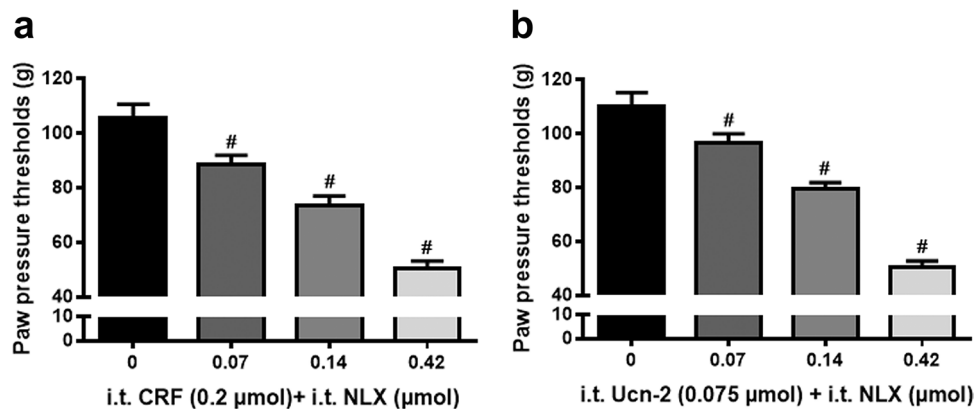 a
Paw pressure thresholds (g)
120
100
80
60
40
10
0
#
#
#
0 0.07 0.14 0.42
i.t. CRF (0.2 µmol)+ i.t. NLX (µmol)
b
Paw pressure thresholds (g)
120
100
80
60
40
10
0
#
#
#
0 0.07 0.14 0.42
i.t. Ucn-2 (0.075 µmol) + i.t. NLX (µmol)